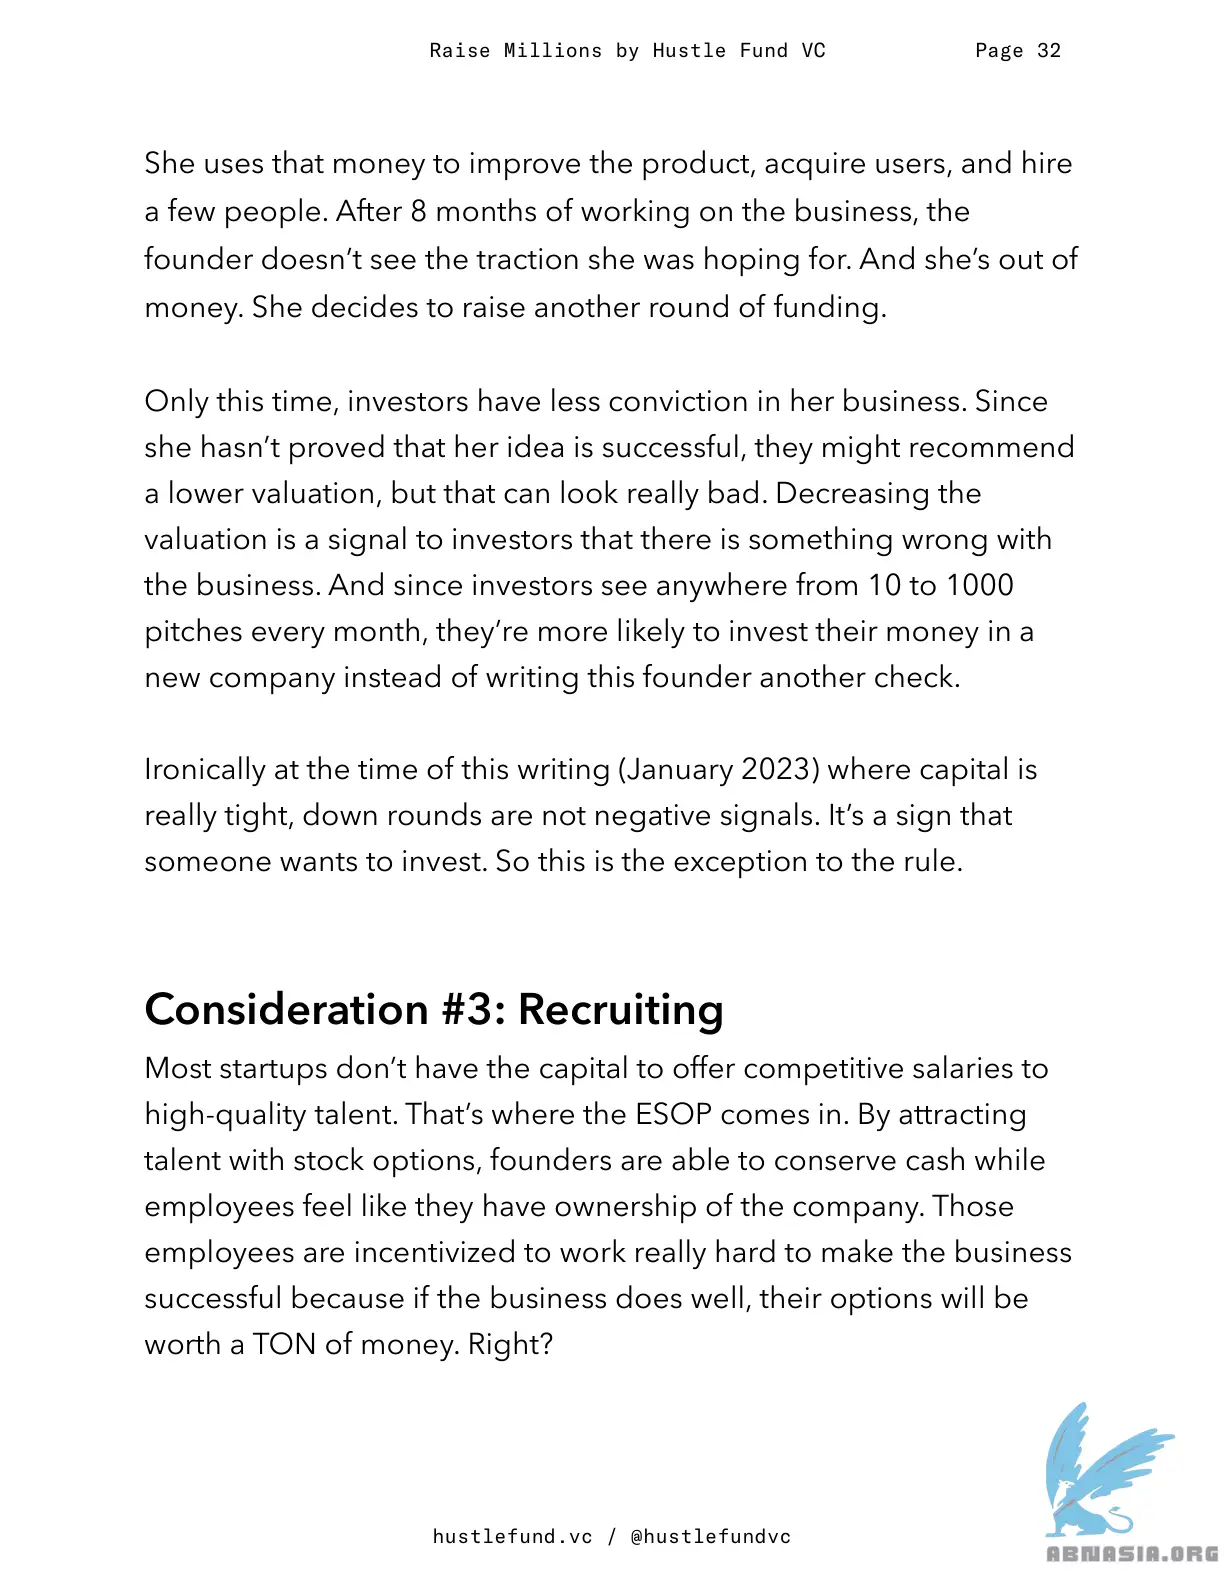 Raise Millions by Hustle Fund VC Page 32
She uses that money to improve the product, acquire users, and hire
a few people. After 8 months of working on the business, the
founder doesn’t see the traction she was hoping for. And she’s out of
money. She decides to raise another round of funding.
Only this time, investors have less conviction in her business. Since
she hasn’t proved that her idea is successful, they might recommend
a lower valuation, but that can look really bad. Decreasing the
valuation is a signal to investors that there is something wrong with
the business. And since investors see anywhere from 10 to 1000
pitches every month, they’re more likely to invest their money in a
new company instead of writing this founder another check.
Ironically at the time of this writing (January 2023) where capital is
really tight, down rounds are not negative signals. It’s a sign that
someone wants to invest. So this is the exception to the rule.
Consideration #3: Recruiting
Most startups don’t have the capital to offer competitive salaries to
high-quality talent. That’s where the ESOP comes in. By attracting
talent with stock options, founders are able to conserve cash while
employees feel like they have ownership of the company. Those
employees are incentivized to work really hard to make the business
successful because if the business does well, their options will be
worth a TON of money. Right?
hustlefund.vc / @hustlefundvc
ABNASIA.ORG